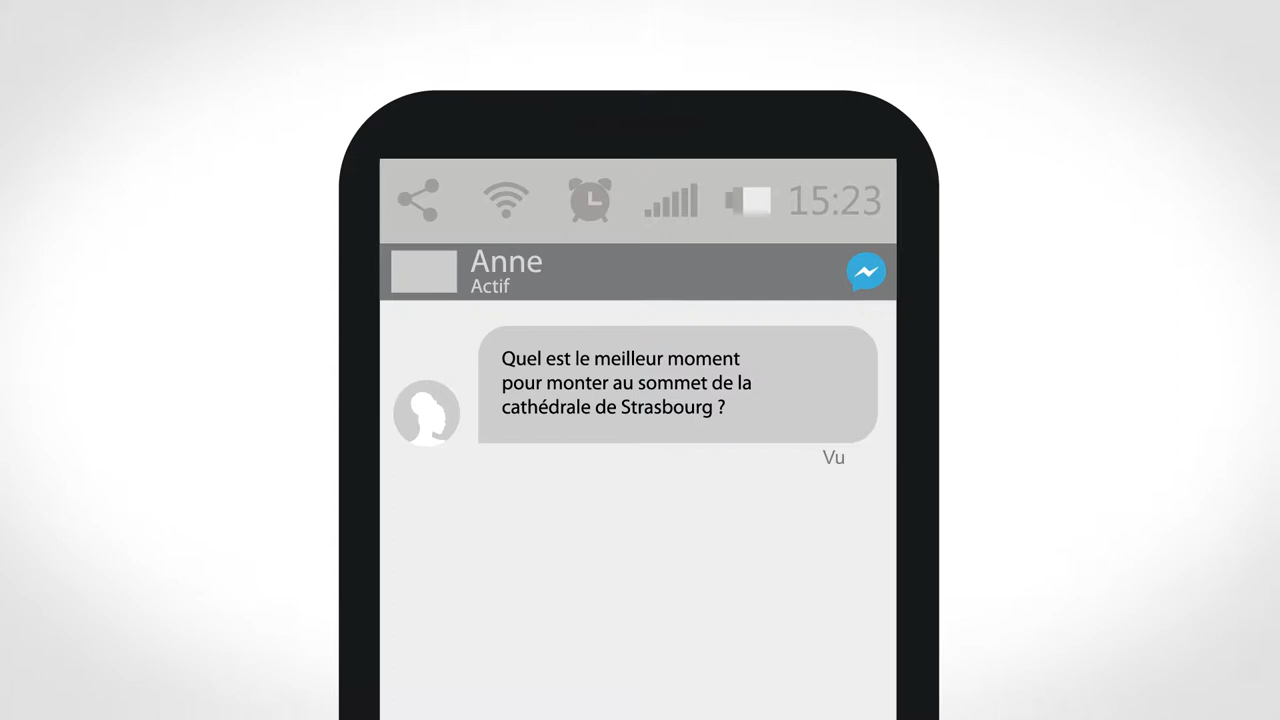 15:23
Anne
Actif
Quel est le meilleur moment
pour monter au sommet de la
cathédrale de Strasbourg ?
Vu